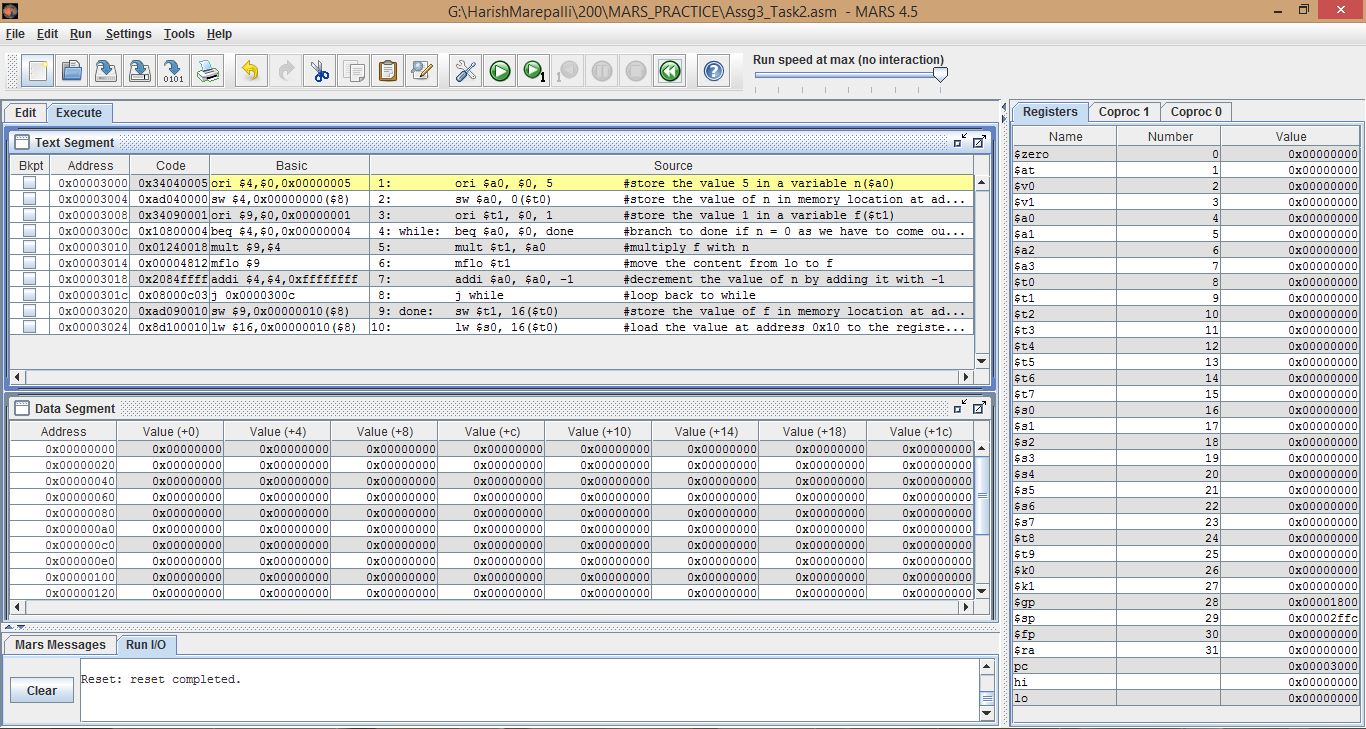 G:\HarishMarepalli\200\MARS_PRACTICE\Assg3_Task2.asm - MARS 4.5
File Edit Run Settings Tools Help
Run speed at max (no interaction)
Edit Execute
Text Segment
Bkpt Address Code Basic Source
0x00003000 0x34040005 ori $4,$0,0x00000005 1: ori $a0, $0, 5 #store the value 5 in a variable n($a0)
0x00003004 0xad040000 sw $4,0x00000000($8) 2: sw $a0, 0($t0) #store the value of n in memory location at ad...
0x00003008 0x34090001 ori $9,$0,0x00000001 3: ori $t1, $0, 1 #store the value 1 in a variable f($t1)
0x0000300c 0x10800004 beq $4,$0,0x00000004 4: while: beq $a0, $0, done #branch to done if n = 0 as we have to come ou...
0x00003010 0x01240018 mult $9,$4 5: mult $t1, $a0 #multiply f with n
0x00003014 0x00004812 mflo $9 6: mflo $t1 #move the content from lo to f
0x00003018 0x2084ffff addi $4,$4,0xffffffff 7: addi $a0, $a0, -1 #decrement the value of n by adding it with -1
0x0000301c 0x08000c03 j 0x0000300c 8: j while #loop back to while
0x00003020 0xad090010 sw $9,0x00000010($8) 9: done: sw $t1, 16($t0) #store the value of f in memory location at ad...
0x00003024 0x8d100010 lw $16,0x00000010($8) 10: lw $s0, 16($t0) #load the value at address 0x10 to the registe...
Data Segment
Address Value (+0) Value (+4) Value (+8) Value (+c) Value (+10) Value (+14) Value (+18) Value (+1c)
0x00000000 0x00000000 0x00000000 0x00000000 0x00000000 0x00000000 0x00000000 0x00000000 0x00000000
0x00000020 0x00000000 0x00000000 0x00000000 0x00000000 0x00000000 0x00000000 0x00000000 0x00000000
0x00000040 0x00000000 0x00000000 0x00000000 0x00000000 0x00000000 0x00000000 0x00000000 0x00000000
0x00000060 0x00000000 0x00000000 0x00000000 0x00000000 0x00000000 0x00000000 0x00000000 0x00000000
0x00000080 0x00000000 0x00000000 0x00000000 0x00000000 0x00000000 0x00000000 0x00000000 0x00000000
0x000000a0 0x00000000 0x00000000 0x00000000 0x00000000 0x00000000 0x00000000 0x00000000 0x00000000
0x000000c0 0x00000000 0x00000000 0x00000000 0x00000000 0x00000000 0x00000000 0x00000000 0x00000000
0x000000e0 0x00000000 0x00000000 0x00000000 0x00000000 0x00000000 0x00000000 0x00000000 0x00000000
0x00000100 0x00000000 0x00000000 0x00000000 0x00000000 0x00000000 0x00000000 0x00000000 0x00000000
0x00000120 0x00000000 0x00000000 0x00000000 0x00000000 0x00000000 0x00000000 0x00000000 0x00000000
Mars Messages Run I/O
Clear
Reset: reset completed.
Registers Coproc 1 Coproc 0
Name Number Value
$zero 0 0x00000000
$at 1 0x00000000
$v0 2 0x00000000
$v1 3 0x00000000
$a0 4 0x00000000
$a1 5 0x00000000
$a2 6 0x00000000
$a3 7 0x00000000
$t0 8 0x00000000
$t1 9 0x00000000
$t2 10 0x00000000
$t3 11 0x00000000
$t4 12 0x00000000
$t5 13 0x00000000
$t6 14 0x00000000
$t7 15 0x00000000
$s0 16 0x00000000
$s1 17 0x00000000
$s2 18 0x00000000
$s3 19 0x00000000
$s4 20 0x00000000
$s5 21 0x00000000
$s6 22 0x00000000
$s7 23 0x00000000
$t8 24 0x00000000
$t9 25 0x00000000
$k0 26 0x00000000
$k1 27 0x00000000
$gp 28 0x00001800
$sp 29 0x00002ffc
$fp 30 0x00000000
$ra 31 0x00000000
pc 0x00003000
hi 0x00000000
lo 0x00000000